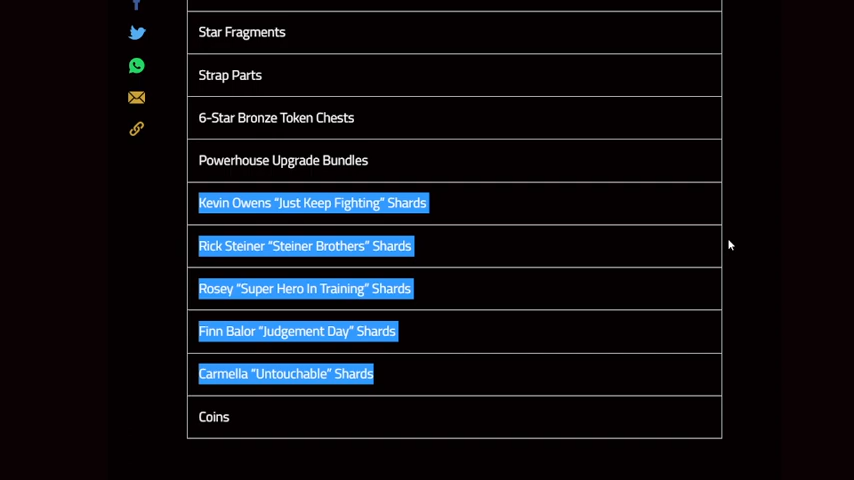 Star Fragments
Strap Parts
6-Star Bronze Token Chests
Powerhouse Upgrade Bundles
Kevin Owens “Just Keep Fighting” Shards
Rick Steiner “Steiner Brothers” Shards
Rosey “Super Hero In Training” Shards
Finn Balor “Judgement Day” Shards
Carmella “Untouchable” Shards
Coins